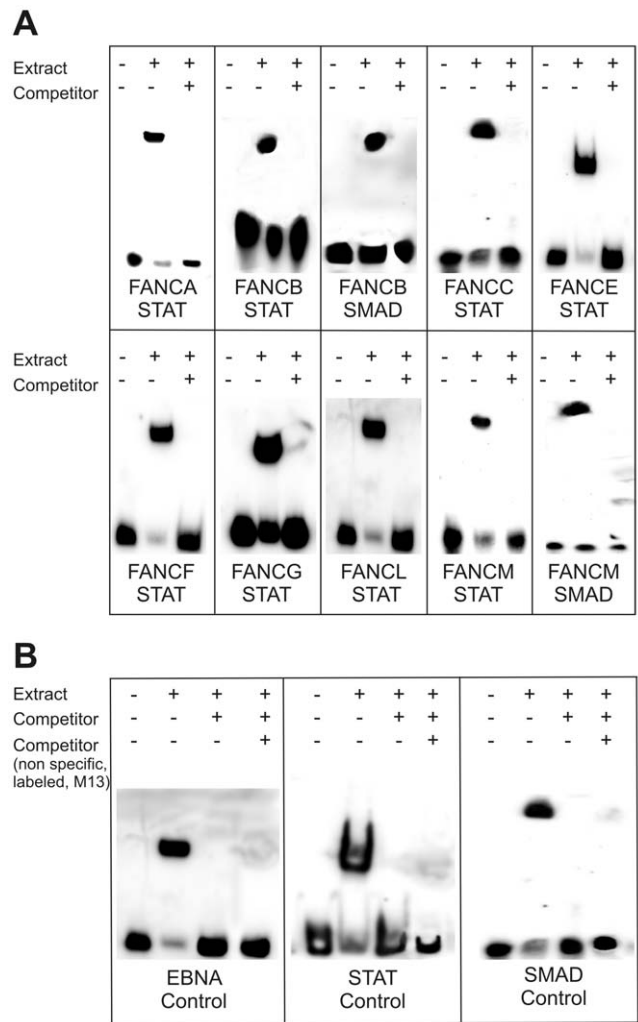 A
Extract - + + - + + - + + - + + - + +
Competitor - - + - - + - - + - - + - - +
FANCA STAT
FANCB STAT
FANCB SMAD
FANCC STAT
FANCE STAT
Extract - + + - + + - + + - + + - + +
Competitor - - + - - + - - + - - + - - +
FANCF STAT
FANCG STAT
FANCL STAT
FANCM STAT
FANCM SMAD
B
Extract - + + + - + + + - + + +
Competitor - - + + - - + + - - + +
Competitor - - - + - - - + - - - +
(non specific,
labeled, M13)
EBNA
Control
STAT
Control
SMAD
Control